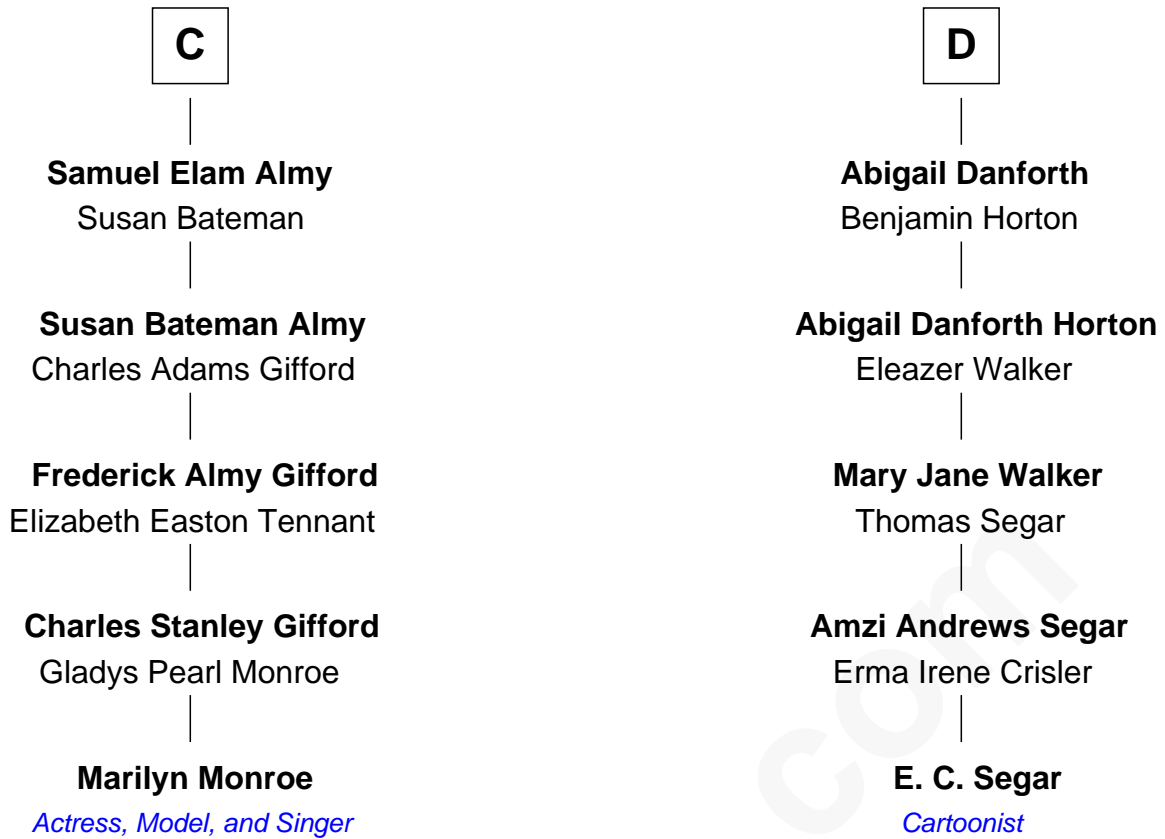 C
Samuel Elam Almy
Susan Bateman
Susan Bateman Almy
Charles Adams Gifford
Frederick Almy Gifford
Elizabeth Easton Tennant
Charles Stanley Gifford
Gladys Pearl Monroe
Marilyn Monroe
Actress, Model, and Singer
D
Abigail Danforth
Benjamin Horton
Abigail Danforth Horton
Eleazer Walker
Mary Jane Walker
Thomas Segar
Amzi Andrews Segar
Erma Irene Crisler
E. C. Segar
Cartoonist
com